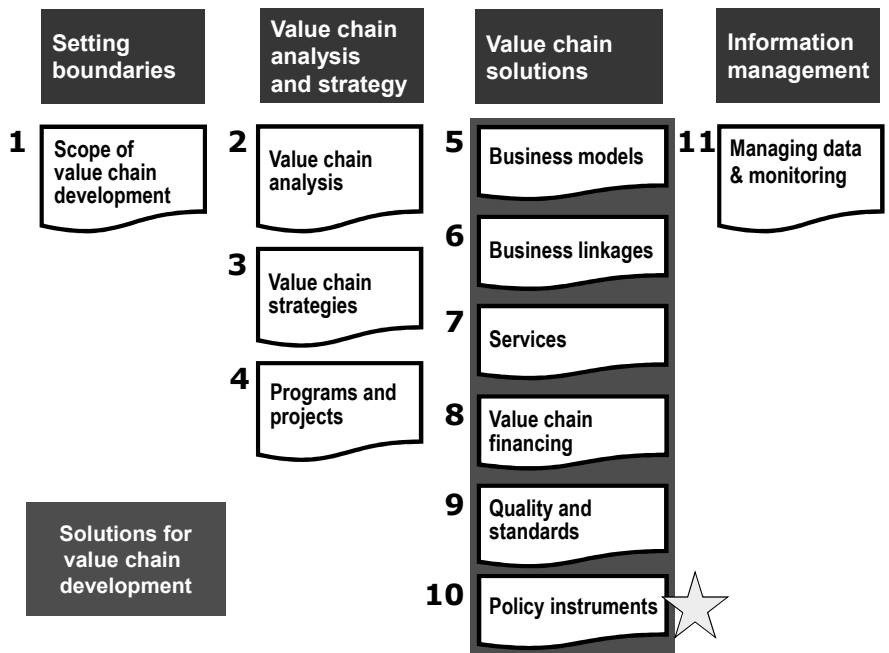 Setting
boundaries
Value chain
analysis
and strategy
Value chain
solutions
Information
management
1
Scope of
value chain
development
2
Value chain
analysis
3
Value chain
strategies
4
Programs and
projects
5
Business models
6
Business linkages
7
Services
8
Value chain
financing
9
Quality and
standards
10
Policy instruments
11
Managing data
& monitoring
Solutions for
value chain
development